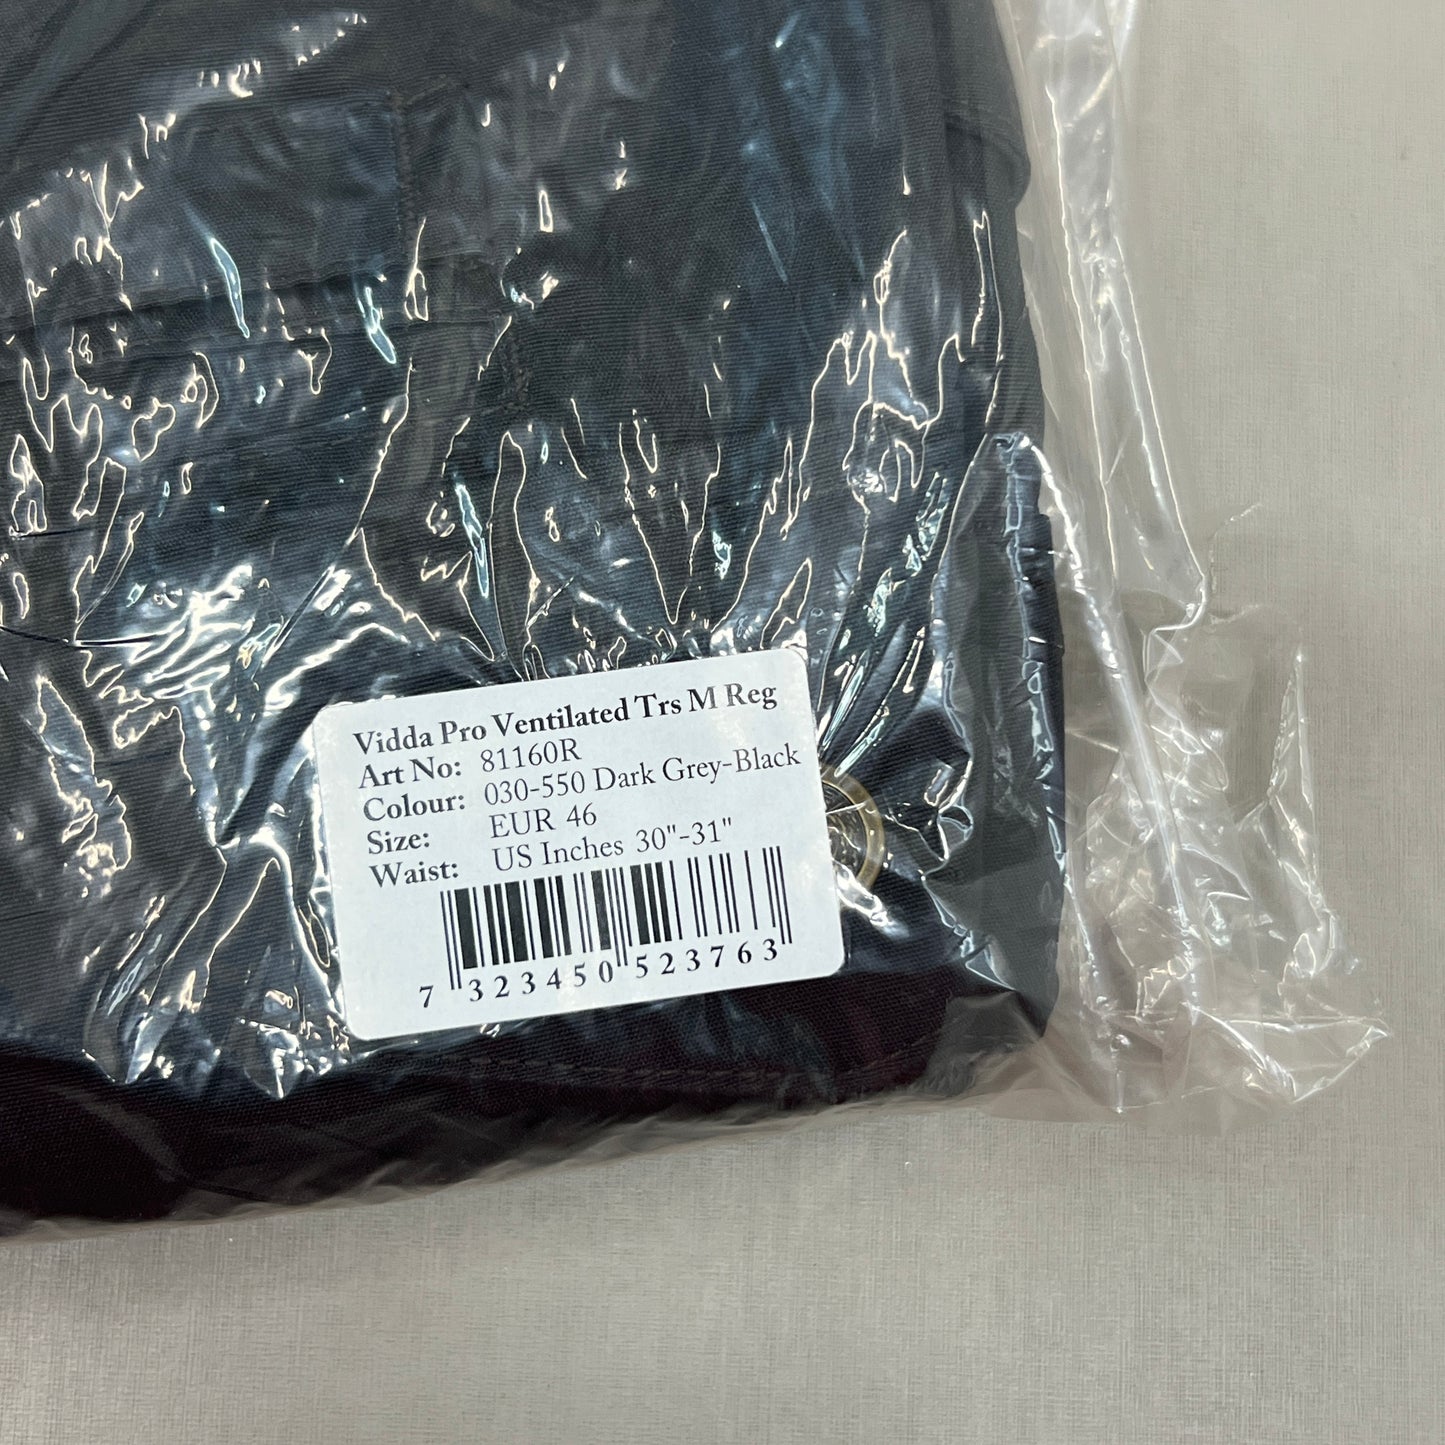 Vidda Pro Ventilated Trs M Reg
Art No: 81160R
Colour: 030-550 Dark Grey-Black
Size: EUR 46
Waist: US Inches 30"-31"
7 323450 523763